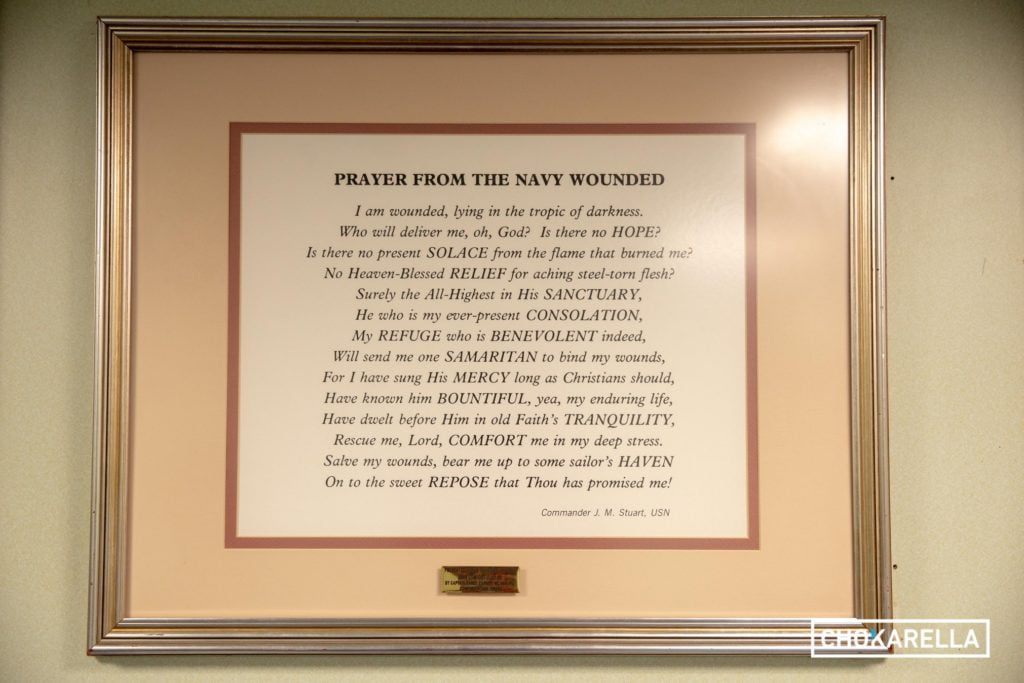 PRAYER FROM THE NAVY WOUNDED
I am wounded, lying in the tropic of darkness.
Who will deliver me, oh, God? Is there no HOPE?
Is there no present SOLACE from the flame that burned me?
No Heaven-Blessed RELIEF for aching steel-torn flesh?
Surely the All-Highest in His SANCTUARY,
He who is my ever-present CONSOLATION,
My REFUGE who is BENEVOLENT indeed,
Will send me one SAMARITAN to bind my wounds,
For I have sung His MERCY long as Christians should,
Have known him BOUNTIFUL, yea, my enduring life,
Have dwelt before Him in old Faith's TRANQUILITY,
Rescue me, Lord, COMFORT me in my deep stress.
Salve my wounds, bear me up to some sailor's HAVEN
On to the sweet REPOSE that Thou has promised me!
Commander J. M. Stuart, USN
CHOKARELLA